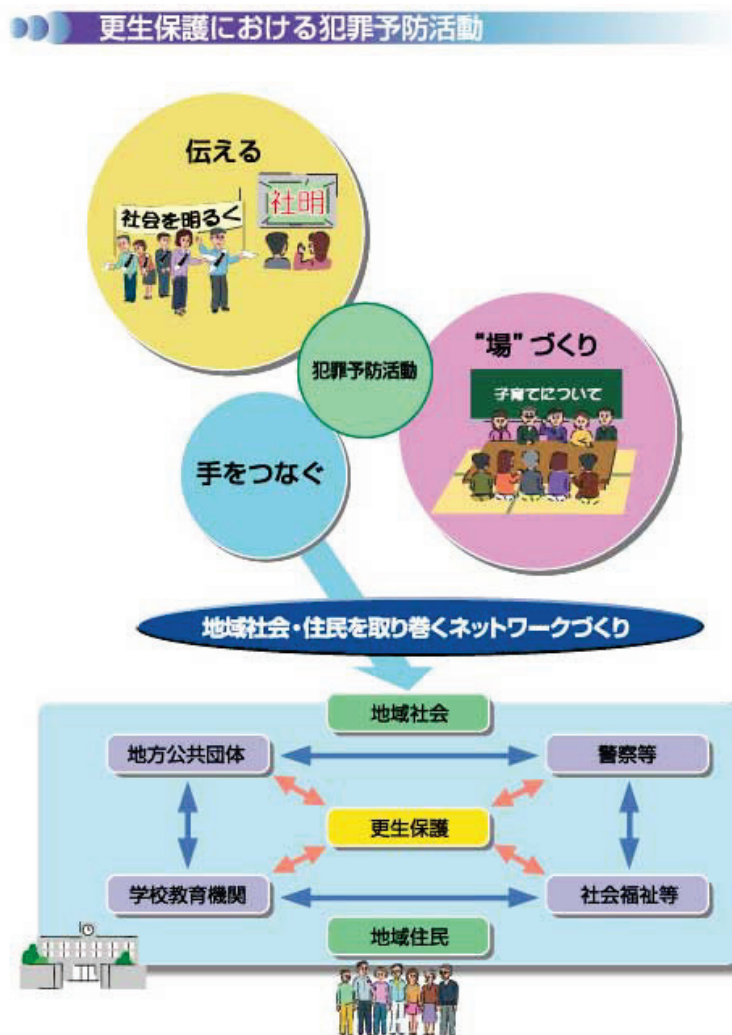 更生保護における犯罪予防活動
伝える
社会を明るく
社明
犯罪予防活動
"場"づくり
子育てについて
手をつなぐ
地域社会・住民を取り巻くネットワークづくり
地域社会
地方公共団体
警察等
更生保護
学校教育機関
社会福祉等
地域住民